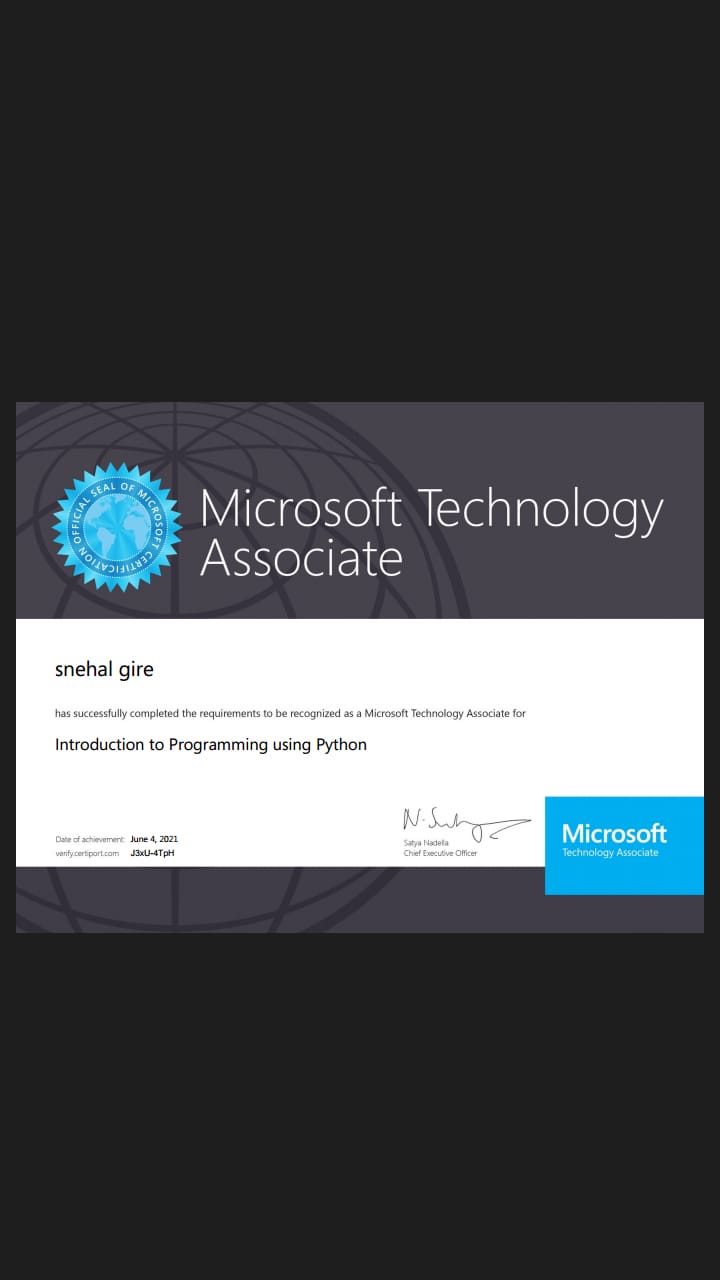 OFFICIAL SEAL OF MICROSOFT CERTIFICATION
Microsoft Technology
Associate
snehal gire
has successfully completed the requirements to be recognized as a Microsoft Technology Associate for
Introduction to Programming using Python
Date of achievement: June 4, 2021
verify.certiport.com J3xU-4TpH
Satya Nadella
Chief Executive Officer
Microsoft
Technology Associate